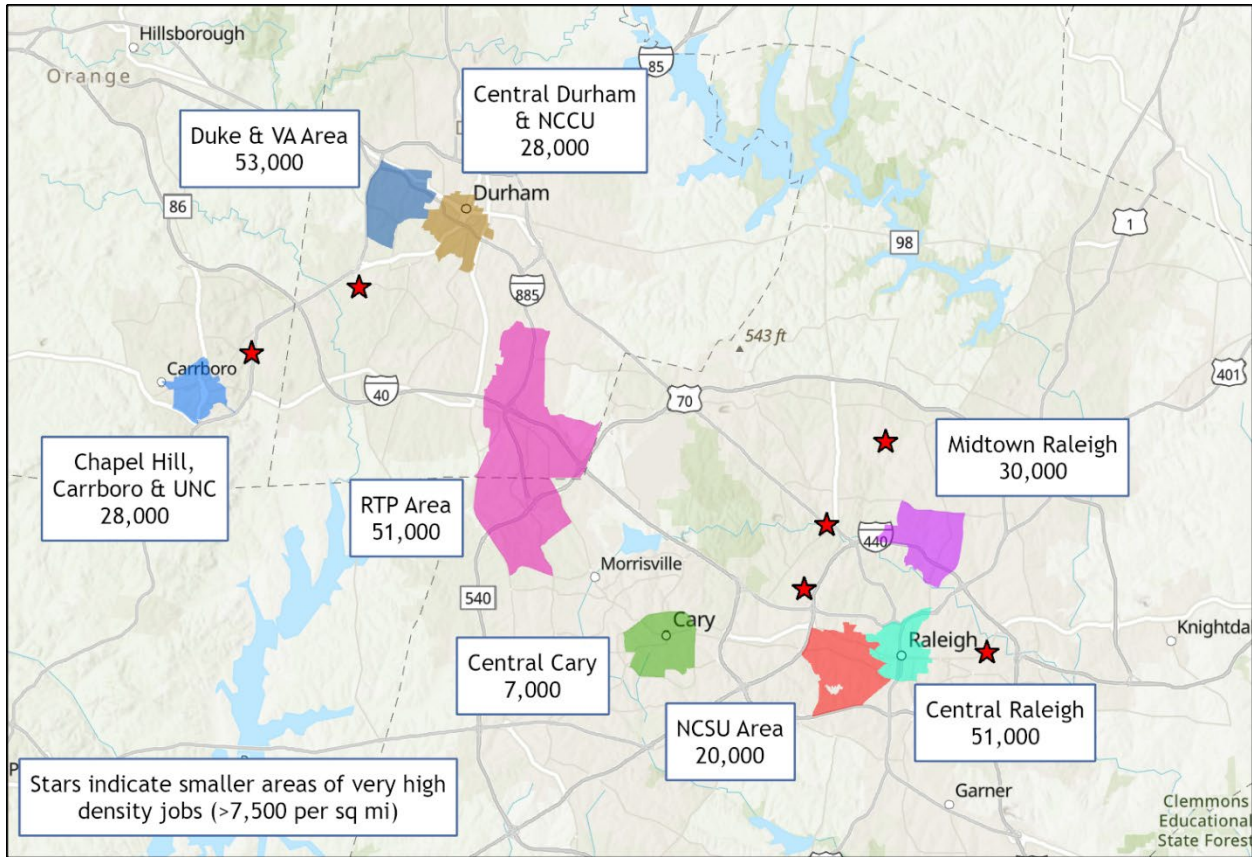 Hillsborough
Orange
85
Central Durham
& NCCU
28,000
Duke & VA Area
53,000
86
Durham
1
98
885
543 ft
Carrboro
40
70
401
Chapel Hill,
Carrboro & UNC
28,000
RTP Area
51,000
Midtown Raleigh
30,000
440
Morrisville
540
Cary
Raleigh
Knightdal
Central Cary
7,000
NCSU Area
20,000
Central Raleigh
51,000
Stars indicate smaller areas of very high
density jobs (>7,500 per sq mi)
Garner
Clemmons
Educational
State Forest